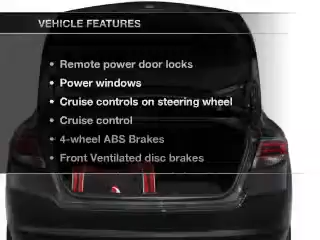 VEHICLE FEATURES
• Remote power door locks
• Power windows
• Cruise controls on steering wheel
• Cruise control
• 4-wheel ABS Brakes
• Front Ventilated disc brakes